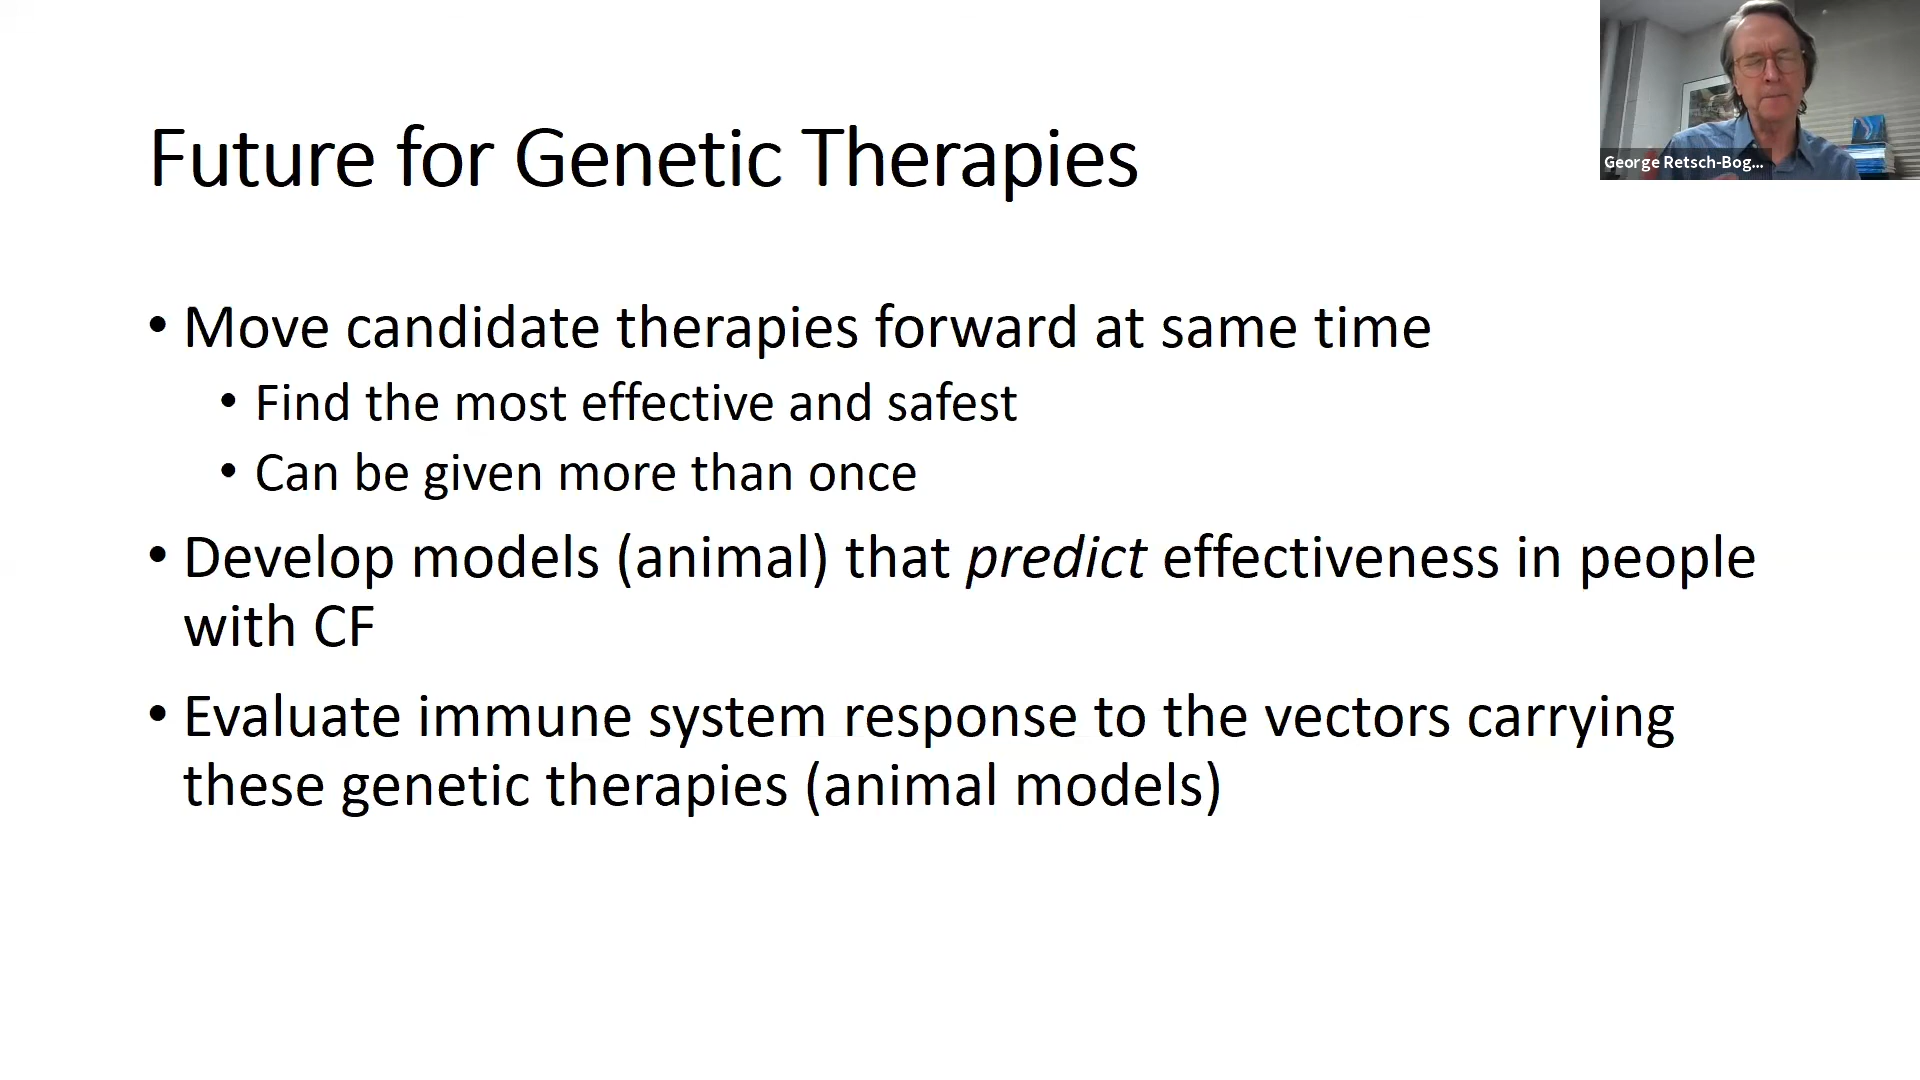 Future for Genetic Therapies
George Retsch-Bog...
• Move candidate therapies forward at same time
• Find the most effective and safest
• Can be given more than once
• Develop models (animal) that predict effectiveness in people
with CF
• Evaluate immune system response to the vectors carrying
these genetic therapies (animal models)